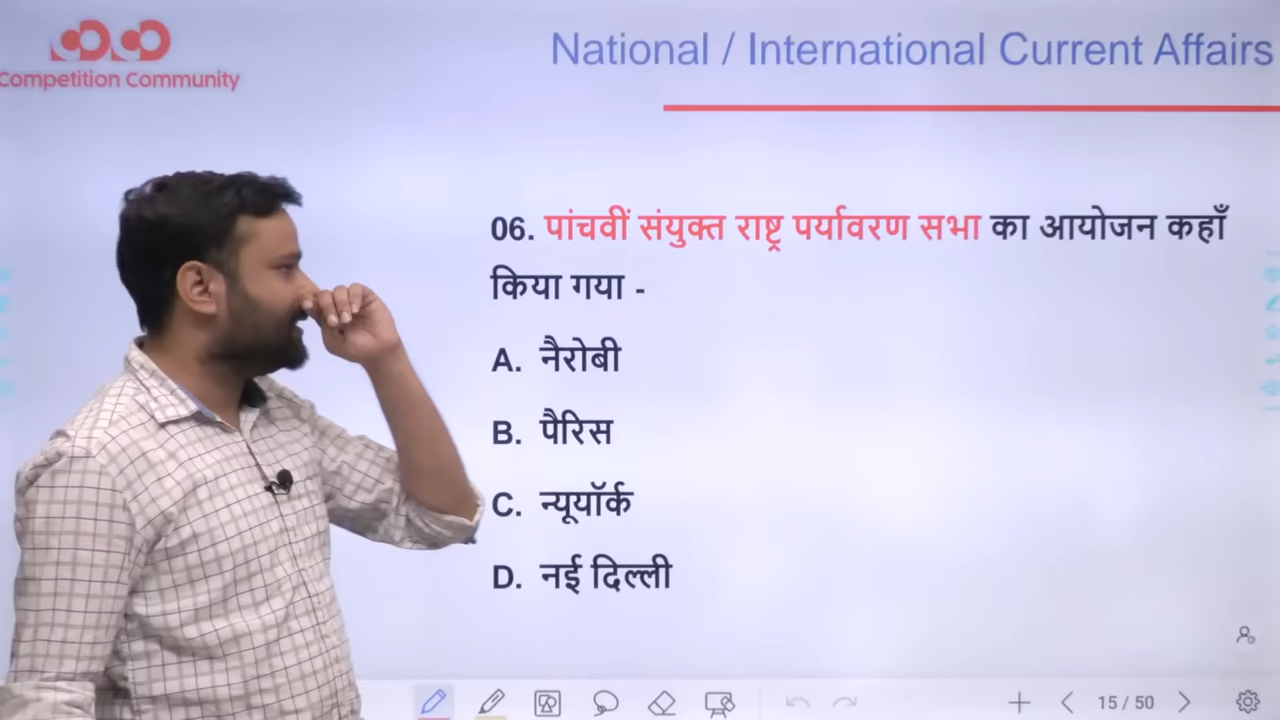 Competition Community
National / International Current Affairs
06. पांचवीं संयुक्त राष्ट्र पर्यावरण सभा का आयोजन कहाँ
किया गया -
A. नैरोबी
B. पैरिस
C. न्यूयॉर्क
D. नई दिल्ली
15 / 50